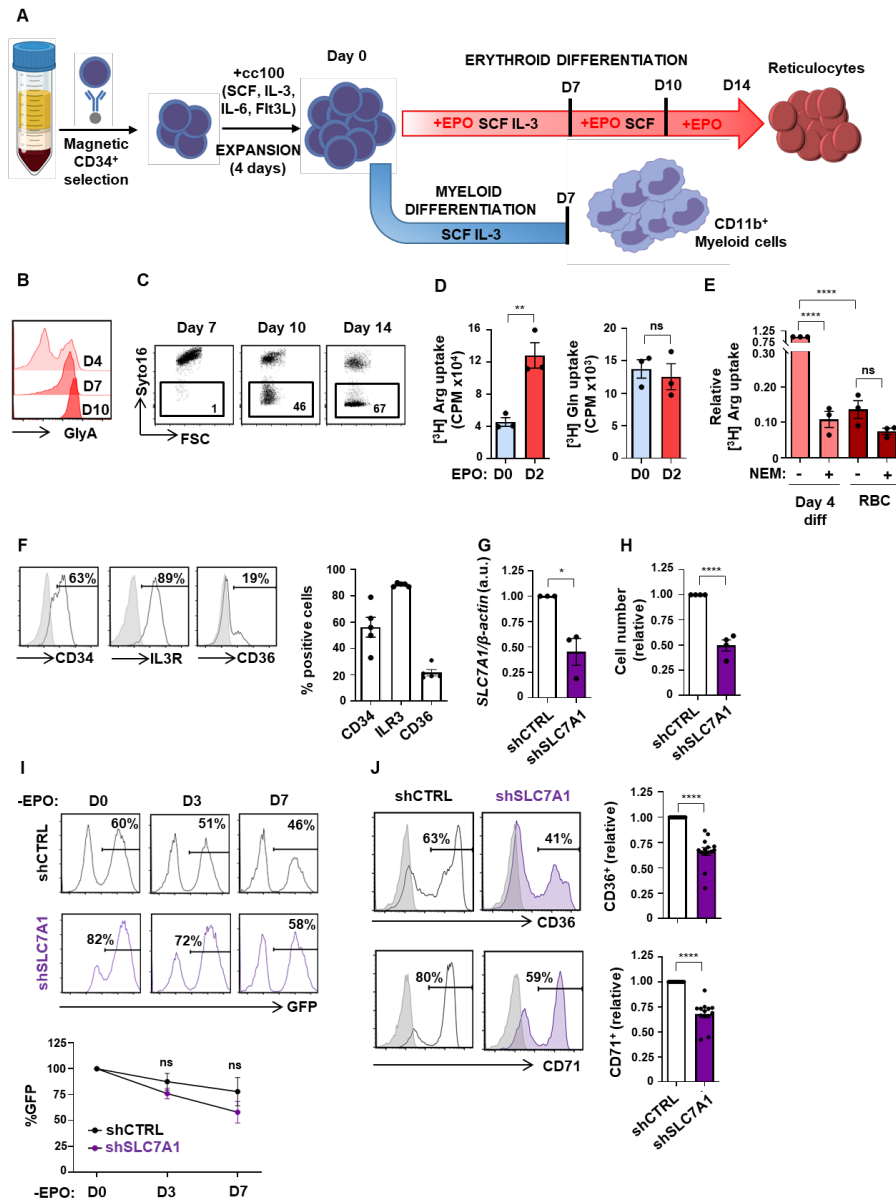 A
+cc100
(SCF, IL-3,
IL-6, Flt3L)
EXPANSION
(4 days)
Magnetic
CD34+
selection
Day 0
ERYTHROID DIFFERENTIATION
D7
D10
D14
Reticulocytes
+EPO SCF IL-3
+EPO SCF
+EPO
MYELOID
DIFFERENTIATION
D7
SCF IL-3
CD11b+
Myeloid cells
B
D4
D7
D10
GlyA
C
Day 7
Day 10
Day 14
Syto16
1
46
67
FSC
D
[³H] Arg uptake
(CPM x10⁴)
16
12
8
4
0
**
EPO: D0 D2
[³H] Gln uptake
(CPM x10³)
20
15
10
5
0
ns
D0 D2
E
Relative
[³H] Arg uptake
1.25
0.75
0.30
0.20
0.10
0
****
****
ns
NEM: - + - +
Day 4
diff
RBC
F
63%
89%
19%
CD34
IL3R
CD36
% positive cells
100
80
60
40
20
0
CD34
ILR3
CD36
G
SLC7A1/β-actin (a.u.)
1.25
1.00
0.75
0.50
0.25
0
*
shCTRL
shSLC7A1
H
Cell number
(relative)
1.25
1.00
0.75
0.50
0.25
0
****
shCTRL
shSLC7A1
I
-EPO: D0 D3 D7
shCTRL
60%
51%
46%
shSLC7A1
82%
72%
58%
GFP
%GFP
125
100
75
50
25
0
ns
ns
shCTRL
shSLC7A1
-EPO: D0 D3 D7
J
shCTRL
shSLC7A1
63%
41%
CD36
80%
59%
CD71
CD36+ (relative)
1.25
1.00
0.75
0.50
0.25
0
****
CD71+ (relative)
1.25
1.00
0.75
0.50
0.25
0
****
shCTRL
shSLC7A1